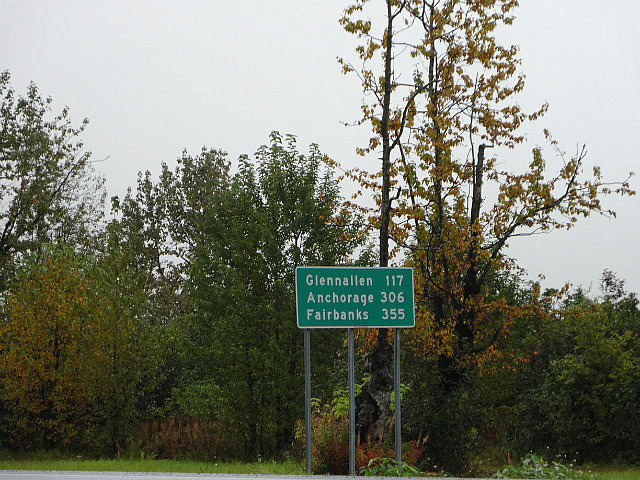 Glennallen 117
Anchorage 306
Fairbanks 355